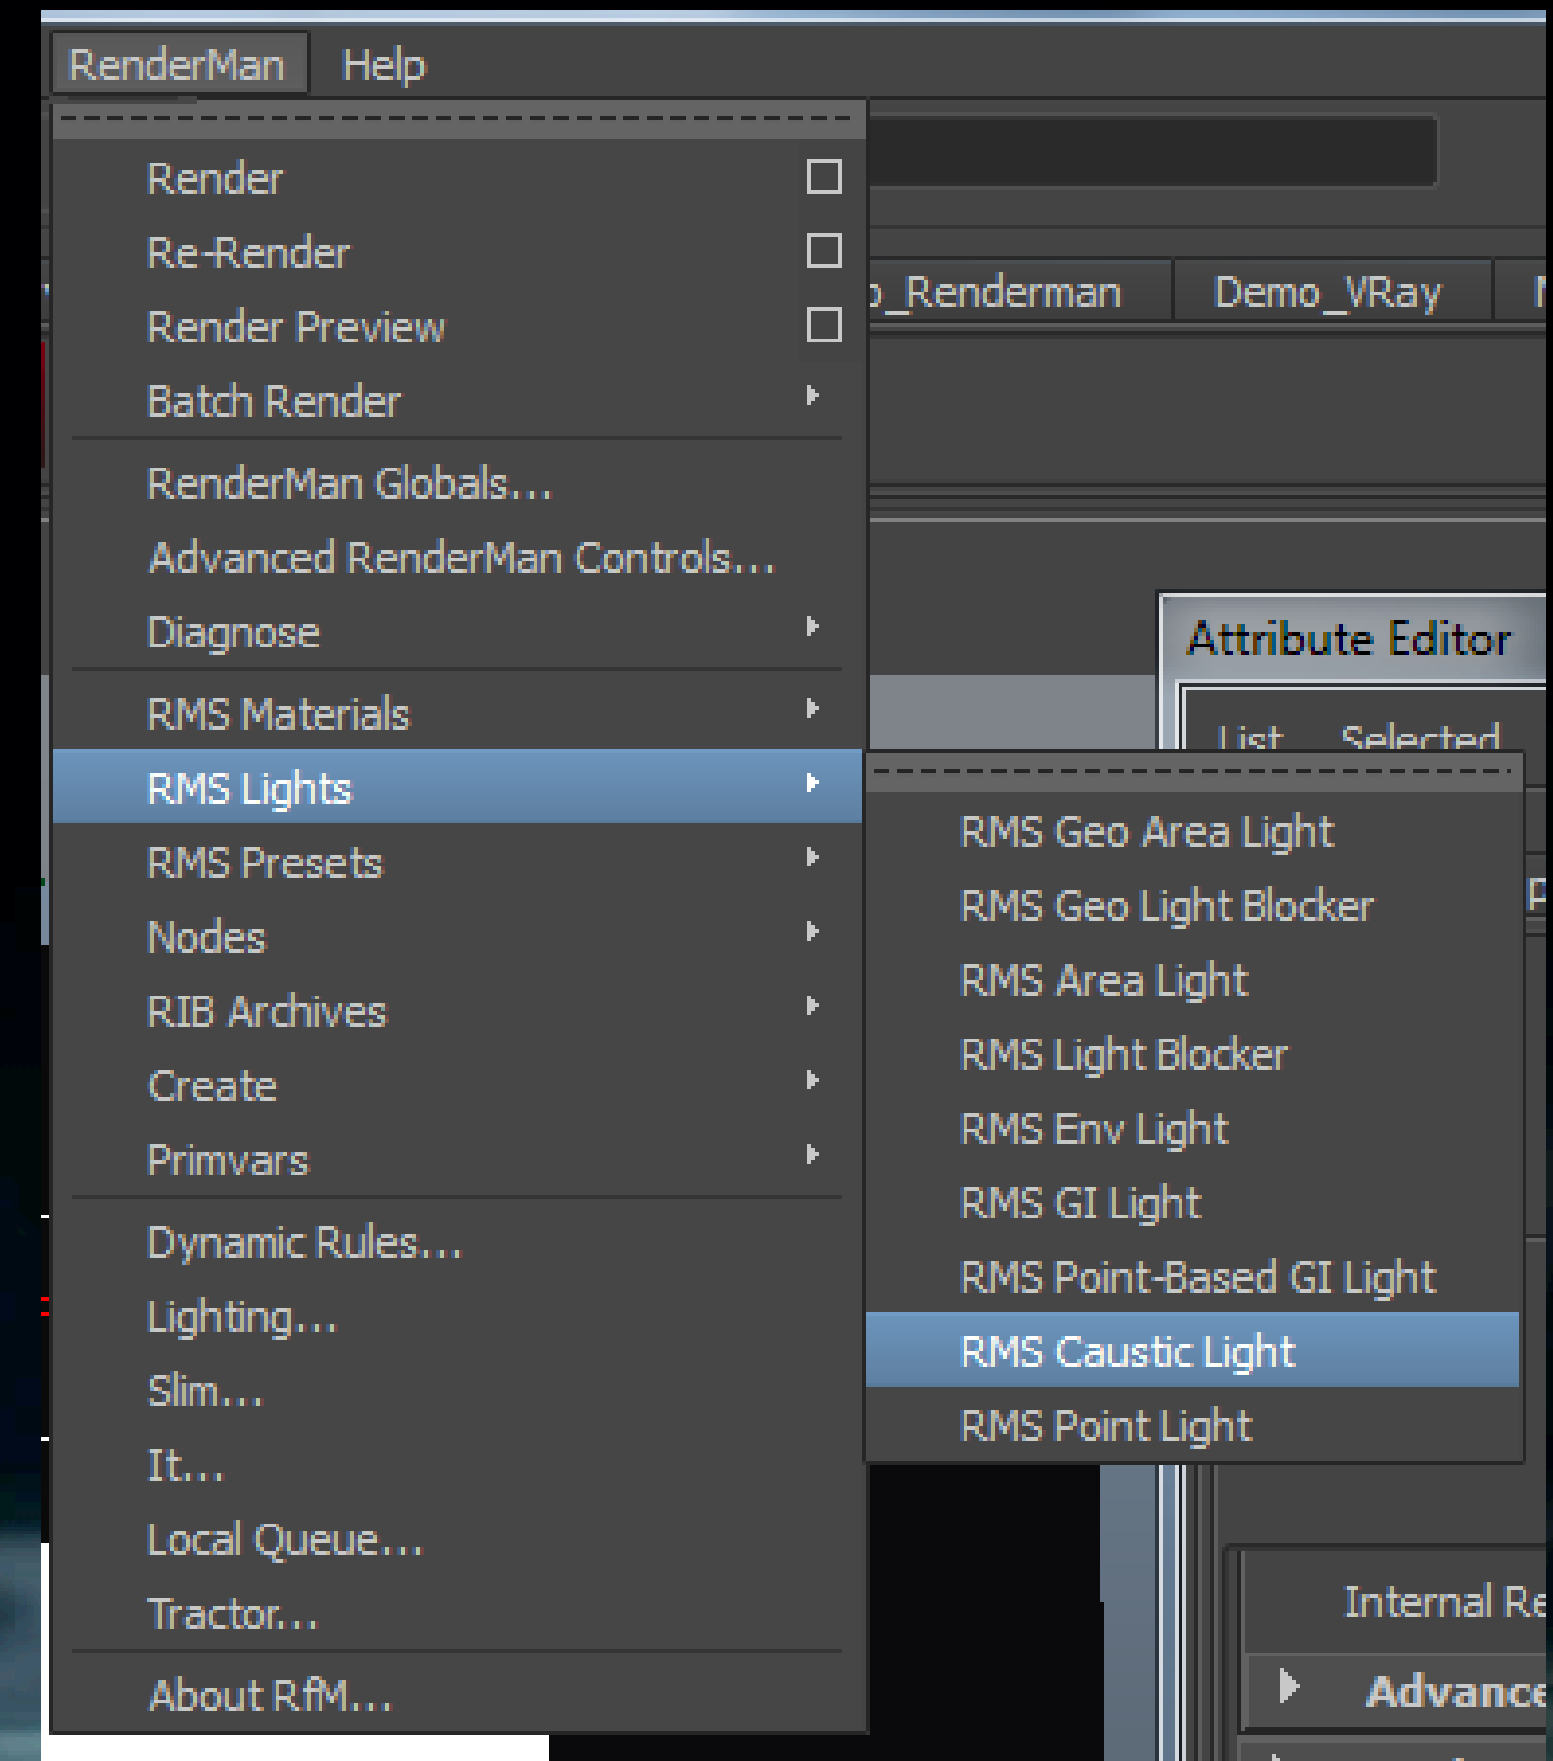 RenderMan Help
Render
Re-Render
Render Preview
Batch Render
RenderMan Globals...
Advanced RenderMan Controls...
Diagnose
RMS Materials
RMS Lights
RMS Presets
Nodes
RIB Archives
Create
Primvars
Dynamic Rules...
Lighting...
Slim...
It...
Local Queue...
Tractor...
About RfM...
_Renderman Demo_VRay
Attribute Editor
List Selected
RMS Geo Area Light
RMS Geo Light Blocker
RMS Area Light
RMS Light Blocker
RMS Env Light
RMS GI Light
RMS Point-Based GI Light
RMS Caustic Light
RMS Point Light
Internal Re
Advance